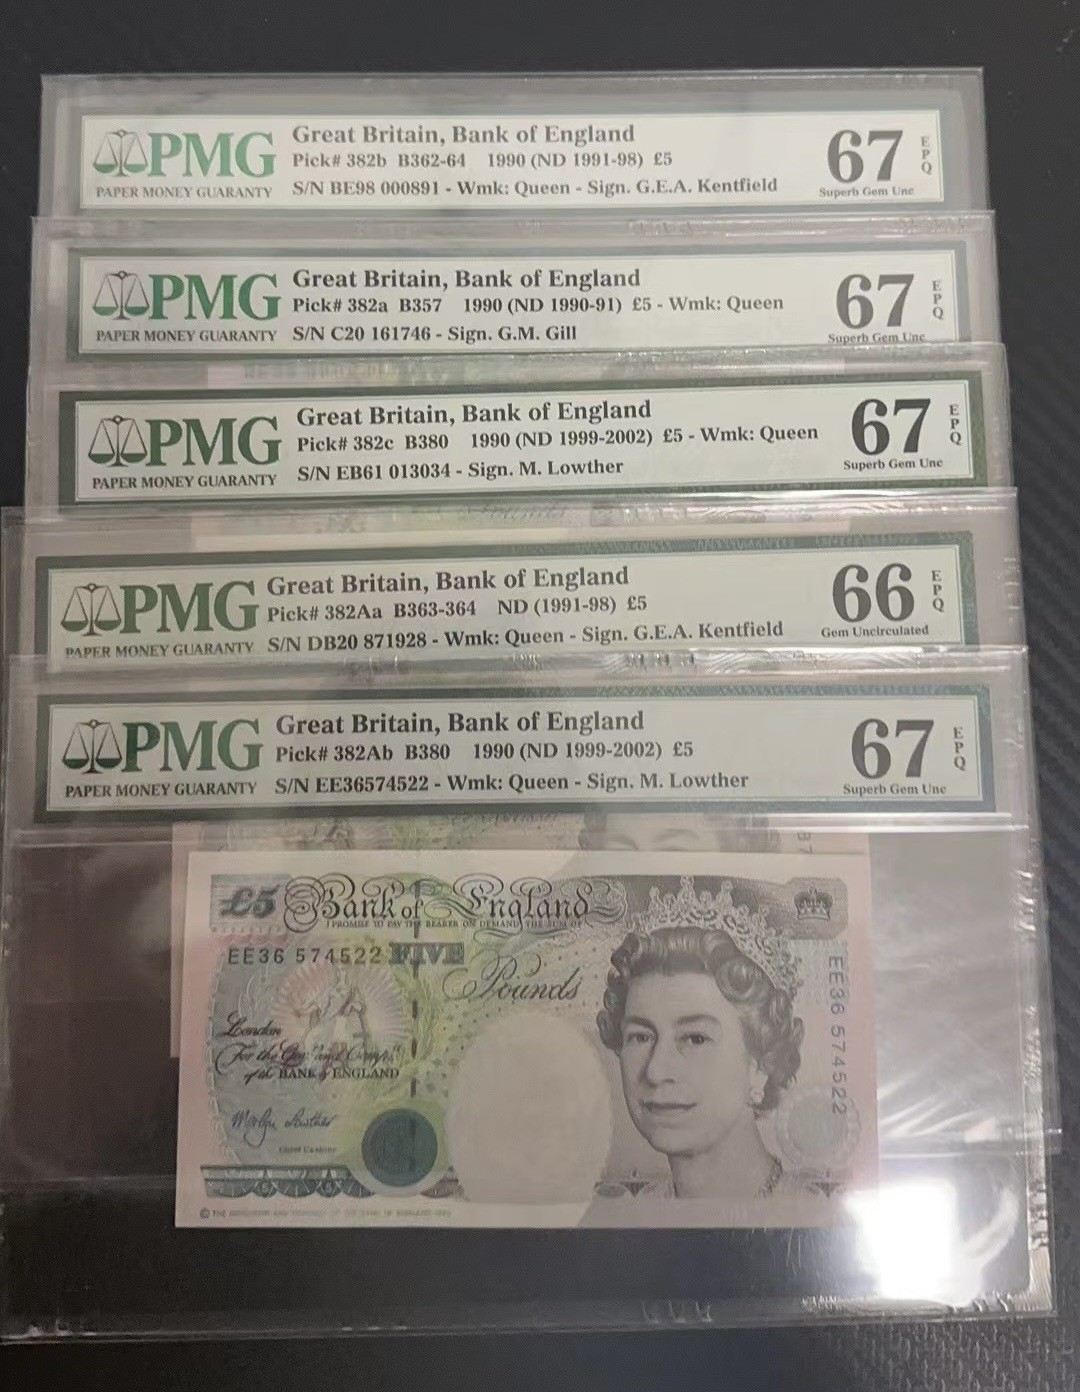 PMG
PAPER MONEY GUARANTY
Great Britain, Bank of England
Pick# 382b B362-64 1990 (ND 1991-98) £5
S/N BE98 000891 - Wmk: Queen - Sign. G.E.A. Kentfield
67
EPQ
Superb Gem Unc
PMG
PAPER MONEY GUARANTY
Great Britain, Bank of England
Pick# 382a B357 1990 (ND 1990-91) £5 - Wmk: Queen
S/N C20 161746 - Sign. G.M. Gill
67
EPQ
Superb Gem Unc
PMG
PAPER MONEY GUARANTY
Great Britain, Bank of England
Pick# 382c B380 1990 (ND 1999-2002) £5 - Wmk: Queen
S/N EB61 013034 - Sign. M. Lowther
67
EPQ
Superb Gem Unc
PMG
PAPER MONEY GUARANTY
Great Britain, Bank of England
Pick# 382Aa B363-364 ND (1991-98) £5
S/N DB20 871928 - Wmk: Queen - Sign. G.E.A. Kentfield
66
EPQ
Gem Uncirculated
PMG
PAPER MONEY GUARANTY
Great Britain, Bank of England
Pick# 382Ab B380 1990 (ND 1999-2002) £5
S/N EE36574522 - Wmk: Queen - Sign. M. Lowther
67
EPQ
Superb Gem Unc
£5 Bank of England
I PROMISE TO PAY THE BEARER ON DEMAND THE SUM OF
EE36 574522 FIVE
Pounds
London
For the Govr and Compa
of the BANK of ENGLAND
Chief Cashier
EE36 574522